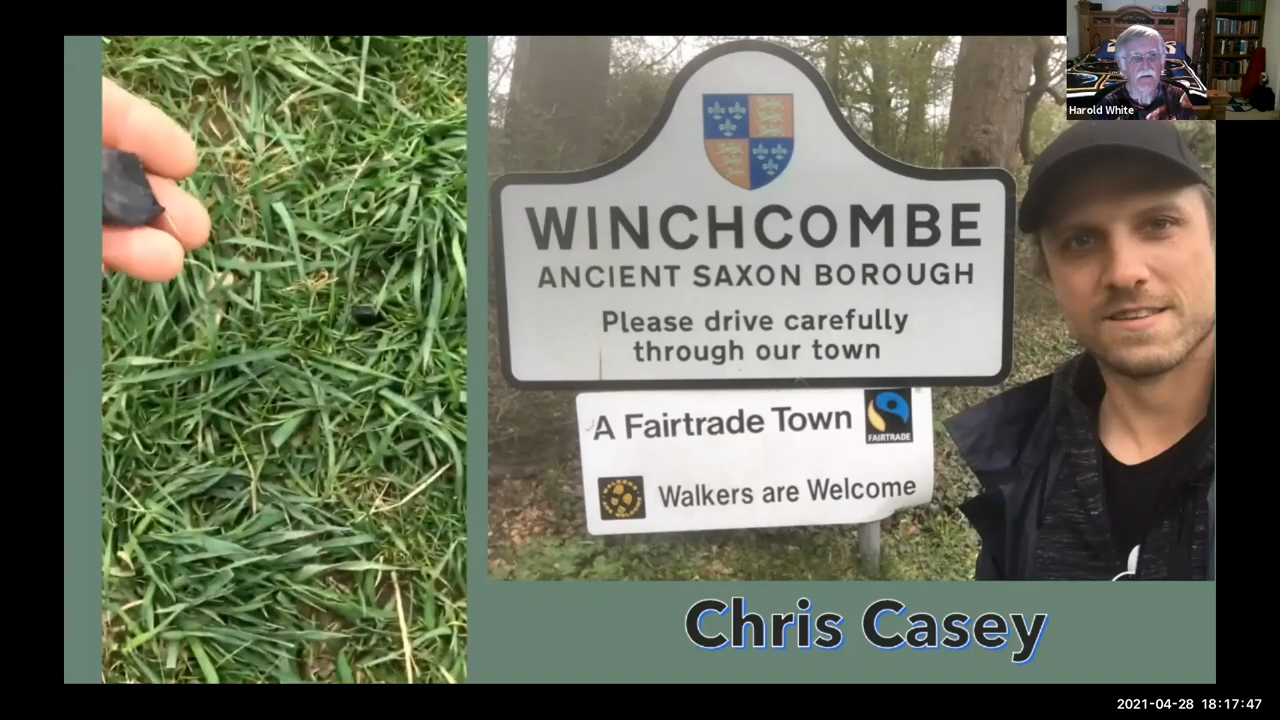 Harold White
WINCHCOMBE
ANCIENT SAXON BOROUGH
Please drive carefully
through our town
A Fairtrade Town
FAIRTRADE
Walkers are Welcome
Chris Casey
2021-04-28 18:17:47